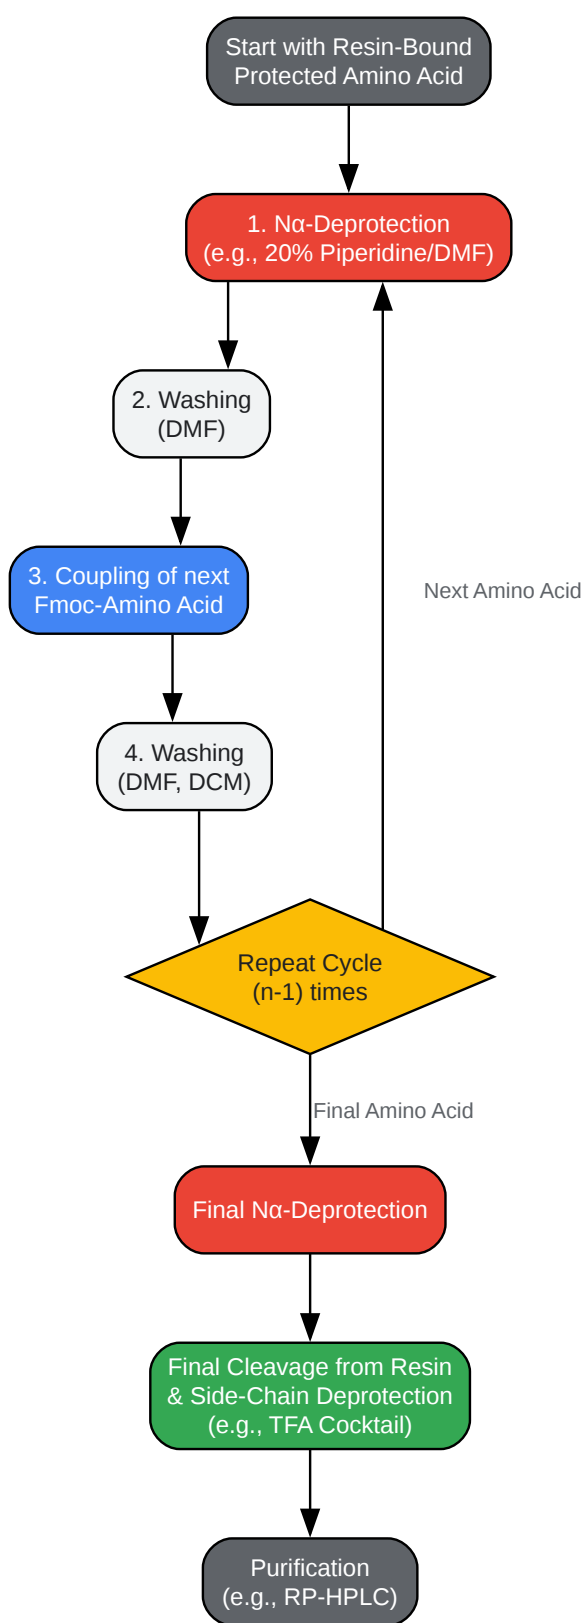 Start with Resin-Bound
Protected Amino Acid
1. Nα-Deprotection
(e.g., 20% Piperidine/DMF)
2. Washing
(DMF)
3. Coupling of next
Fmoc-Amino Acid
Next Amino Acid
4. Washing
(DMF, DCM)
Repeat Cycle
(n-1) times
Final Amino Acid
Final Nα-Deprotection
Final Cleavage from Resin
& Side-Chain Deprotection
(e.g., TFA Cocktail)
Purification
(e.g., RP-HPLC)